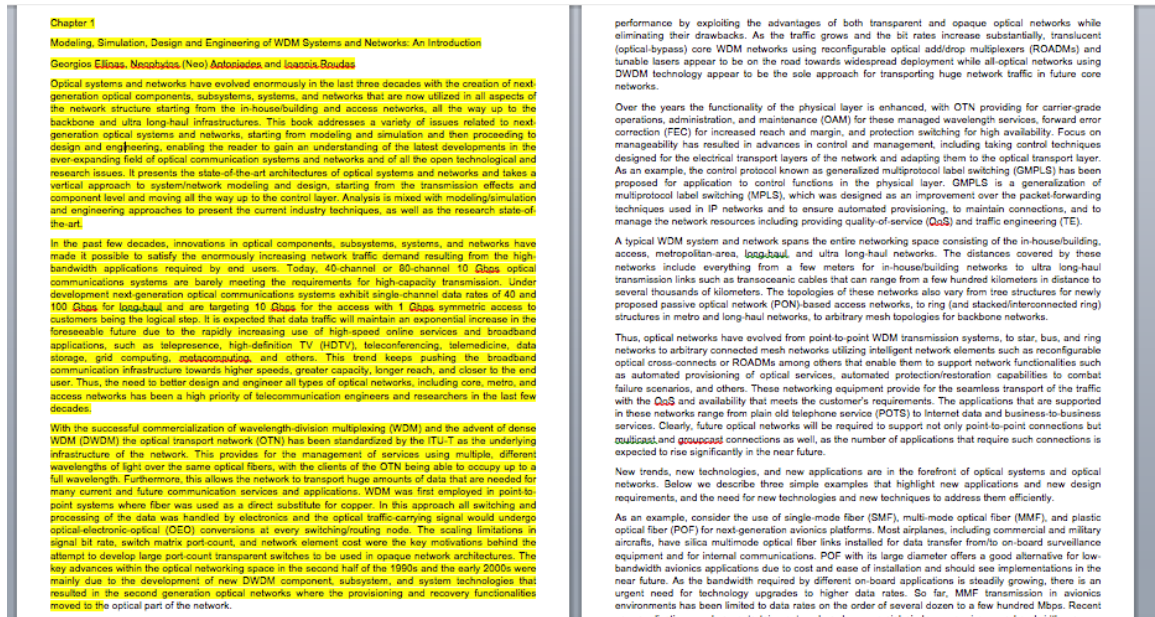 Chapter 1
Modeling, Simulation, Design and Engineering of WDM Systems and Networks: An Introduction
Georgios Ellinas, Neophytos (Neo) Antoniades and Ioannis Roudas
Optical systems and networks have evolved enormously in the last three decades with the creation of next-
generation optical components, subsystems, systems, and networks that are now utilized in all aspects of
the network structure starting from the in-house/building and access networks, all the way up to the
backbone and ultra long-haul infrastructures. This book addresses a variety of issues related to next-
generation optical systems and networks, starting from modeling and simulation and then proceeding to
design and engineering, enabling the reader to gain an understanding of the latest developments in the
ever-expanding field of optical communication systems and networks and of all the open technological and
research issues. It presents the state-of-the-art architectures of optical systems and networks and takes a
vertical approach to system/network modeling and design, starting from the transmission effects and
component level and moving all the way up to the control layer. Analysis is mixed with modeling/simulation
and engineering approaches to present the current industry techniques, as well as the research state-of-
the-art.
In the past few decades, innovations in optical components, subsystems, systems, and networks have
made it possible to satisfy the enormously increasing network traffic demand resulting from the high-
bandwidth applications required by end users. Today, 40-channel or 80-channel 10 Gbps optical
communications systems are barely meeting the requirements for high-capacity transmission. Under
development next-generation optical communications systems exhibit single-channel data rates of 40 and
100 Gbps for long-haul and are targeting 10 Gbps for the access with 1 Gbps symmetric access to
customers being the logical step. It is expected that data traffic will maintain an exponential increase in the
foreseeable future due to the rapidly increasing use of high-speed online services and broadband
applications, such as telepresence, high-definition TV (HDTV), teleconferencing, telemedicine, data
storage, grid computing, metacomputing, and others. This trend keeps pushing the broadband
communication infrastructure towards higher speeds, greater capacity, longer reach, and closer to the end
user. Thus, the need to better design and engineer all types of optical networks, including core, metro, and
access networks has been a high priority of telecommunication engineers and researchers in the last few
decades.
With the successful commercialization of wavelength-division multiplexing (WDM) and the advent of dense
WDM (DWDM) the optical transport network (OTN) has been standardized by the ITU-T as the underlying
infrastructure of the network. This provides for the management of services using multiple, different
wavelengths of light over the same optical fibers, with the clients of the OTN being able to occupy up to a
full wavelength. Furthermore, this allows the network to transport huge amounts of data that are needed for
many current and future communication services and applications. WDM was first employed in point-to-
point systems where fiber was used as a direct substitute for copper. In this approach all switching and
processing of the data was handled by electronics and the optical traffic-carrying signal would undergo
optical-electronic-optical (OEO) conversions at every switching/routing node. The scaling limitations in
signal bit rate, switch matrix port-count, and network element cost were the key motivations behind the
attempt to develop large port-count transparent switches to be used in opaque network architectures. The
key advances within the optical networking space in the second half of the 1990s and the early 2000s were
mainly due to the development of new DWDM component, subsystem, and system technologies that
resulted in the second generation optical networks where the provisioning and recovery functionalities
moved to the optical part of the network.
performance by exploiting the advantages of both transparent and opaque optical networks while
eliminating their drawbacks. As the traffic grows and the bit rates increase substantially, translucent
(optical-bypass) core WDM networks using reconfigurable optical add/drop multiplexers (ROADMs) and
tunable lasers appear to be on the road towards widespread deployment while all-optical networks using
DWDM technology appear to be the sole approach for transporting huge network traffic in future core
networks.
Over the years the functionality of the physical layer is enhanced, with OTN providing for carrier-grade
operations, administration, and maintenance (OAM) for these managed wavelength services, forward error
correction (FEC) for increased reach and margin, and protection switching for high availability. Focus on
manageability has resulted in advances in control and management, including taking control techniques
designed for the electrical transport layers of the network and adapting them to the optical transport layer.
As an example, the control protocol known as generalized multiprotocol label switching (GMPLS) has been
proposed for application to control functions in the physical layer. GMPLS is a generalization of
multiprotocol label switching (MPLS), which was designed as an improvement over the packet-forwarding
techniques used in IP networks and to ensure automated provisioning, to maintain connections, and to
manage the network resources including providing quality-of-service (QoS) and traffic engineering (TE).
A typical WDM system and network spans the entire networking space consisting of the in-house/building,
access, metropolitan-area, long-haul, and ultra long-haul networks. The distances covered by these
networks include everything from a few meters for in-house/building networks to ultra long-haul
transmission links such as transoceanic cables that can range from a few hundred kilometers in distance to
several thousands of kilometers. The topologies of these networks also vary from tree structures for newly
proposed passive optical network (PON)-based access networks, to ring (and stacked/interconnected ring)
structures in metro and long-haul networks, to arbitrary mesh topologies for backbone networks.
Thus, optical networks have evolved from point-to-point WDM transmission systems, to star, bus, and ring
networks to arbitrary connected mesh networks utilizing intelligent network elements such as reconfigurable
optical cross-connects or ROADMs among others that enable them to support network functionalities such
as automated provisioning of optical services, automated protection/restoration capabilities to combat
failure scenarios, and others. These networking equipment provide for the seamless transport of the traffic
with the QoS and availability that meets the customer's requirements. The applications that are supported
in these networks range from plain old telephone service (POTS) to Internet data and business-to-business
services. Clearly, future optical networks will be required to support not only point-to-point connections but
multicast and groupcast connections as well, as the number of applications that require such connections is
expected to rise significantly in the near future.
New trends, new technologies, and new applications are in the forefront of optical systems and optical
networks. Below we describe three simple examples that highlight new applications and new design
requirements, and the need for new technologies and new techniques to address them efficiently.
As an example, consider the use of single-mode fiber (SMF), multi-mode optical fiber (MMF), and plastic
optical fiber (POF) for next-generation avionics platforms. Most airplanes, including commercial and military
aircrafts, have silica multimode optical fiber links installed for data transfer from/to on-board surveillance
equipment and for internal communications. POF with its large diameter offers a good alternative for low-
bandwidth avionics applications due to cost and ease of installation and should see implementations in the
near future. As the bandwidth required by different on-board applications is steadily growing, there is an
urgent need for technology upgrades to higher data rates. So far, MMF transmission in avionics
environments has been limited to data rates on the order of several dozen to a few hundred Mbps. Recent